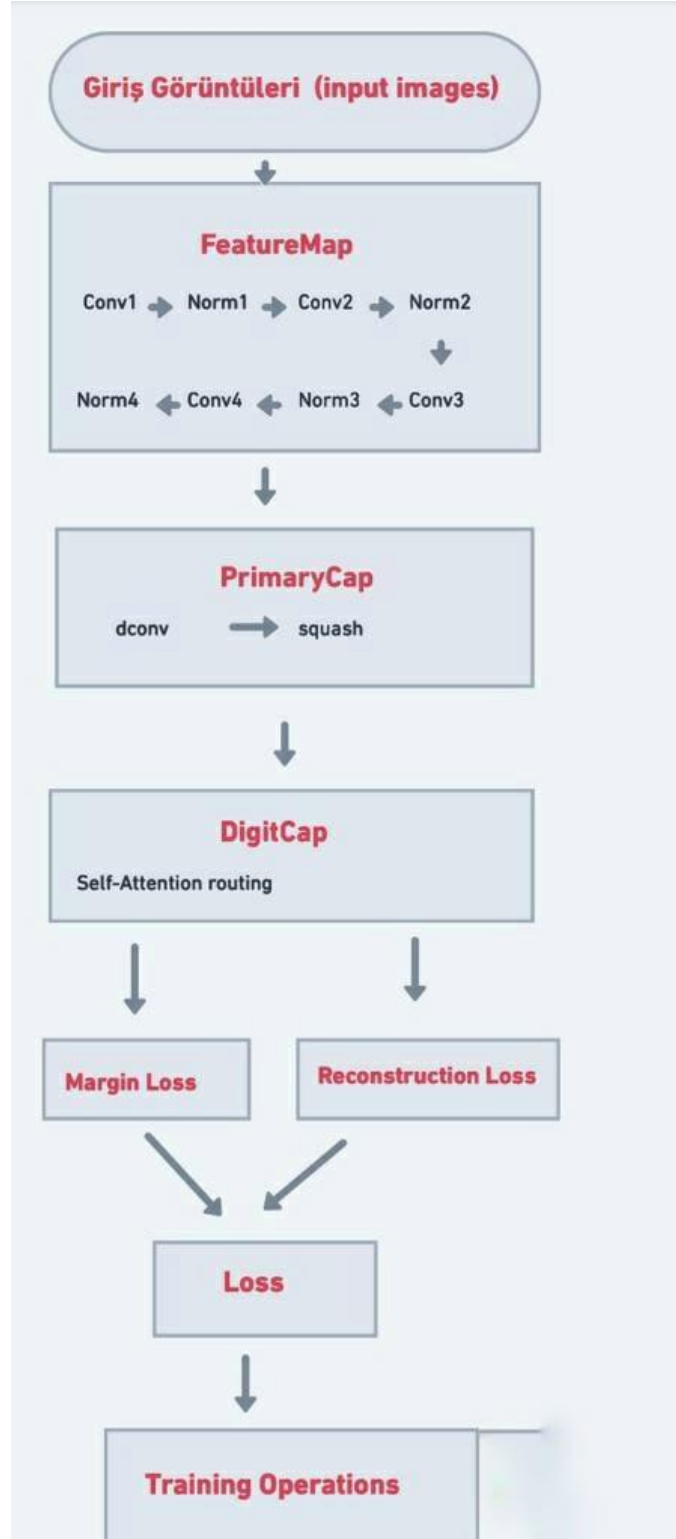 Giriş Görüntüleri (input images)
FeatureMap
Conv1 Norm1 Conv2 Norm2
Norm4 Conv4 Norm3 Conv3
PrimaryCap
dconv squash
DigitCap
Self-Attention routing
Margin Loss Reconstruction Loss
Loss
Training Operations